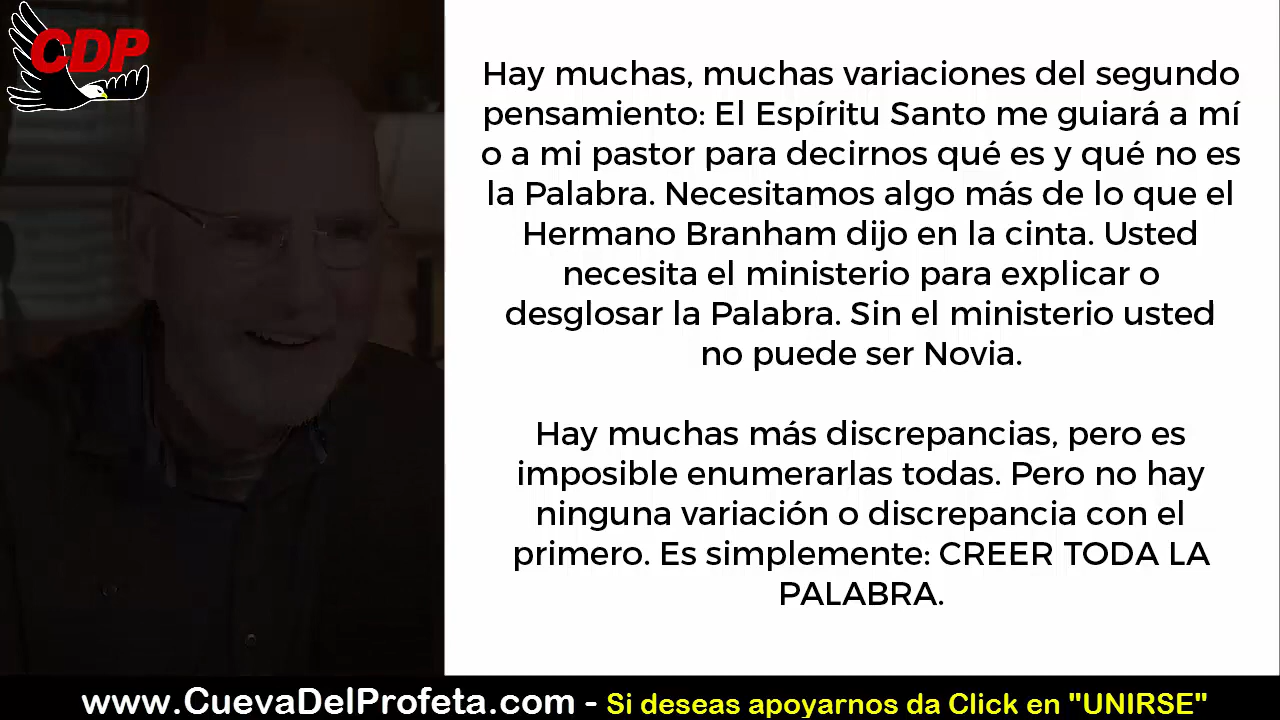 CDP
Hay muchas, muchas variaciones del segundo
pensamiento: El Espíritu Santo me guiará a mí
o a mi pastor para decirnos qué es y qué no es
la Palabra. Necesitamos algo más de lo que el
Hermano Branham dijo en la cinta. Usted
necesita el ministerio para explicar o
desglosar la Palabra. Sin el ministerio usted
no puede ser Novia.
Hay muchas más discrepancias, pero es
imposible enumerarlas todas. Pero no hay
ninguna variación o discrepancia con el
primero. Es simplemente: CREER TODA LA
PALABRA.
www.CuevaDelProfeta.com - Si deseas apoyarnos da Click en "UNIRSE"